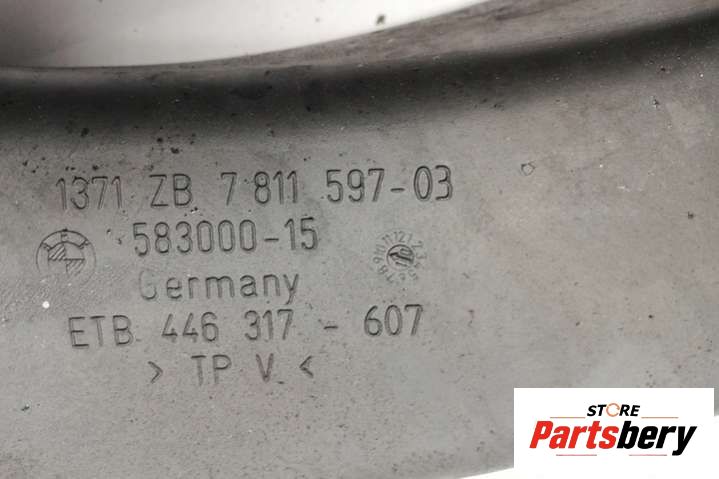 1371 ZB 7 811 597-03
583000-15
Germany
ETB 446 317 - 607
> TP V <
STORE
Partsbery